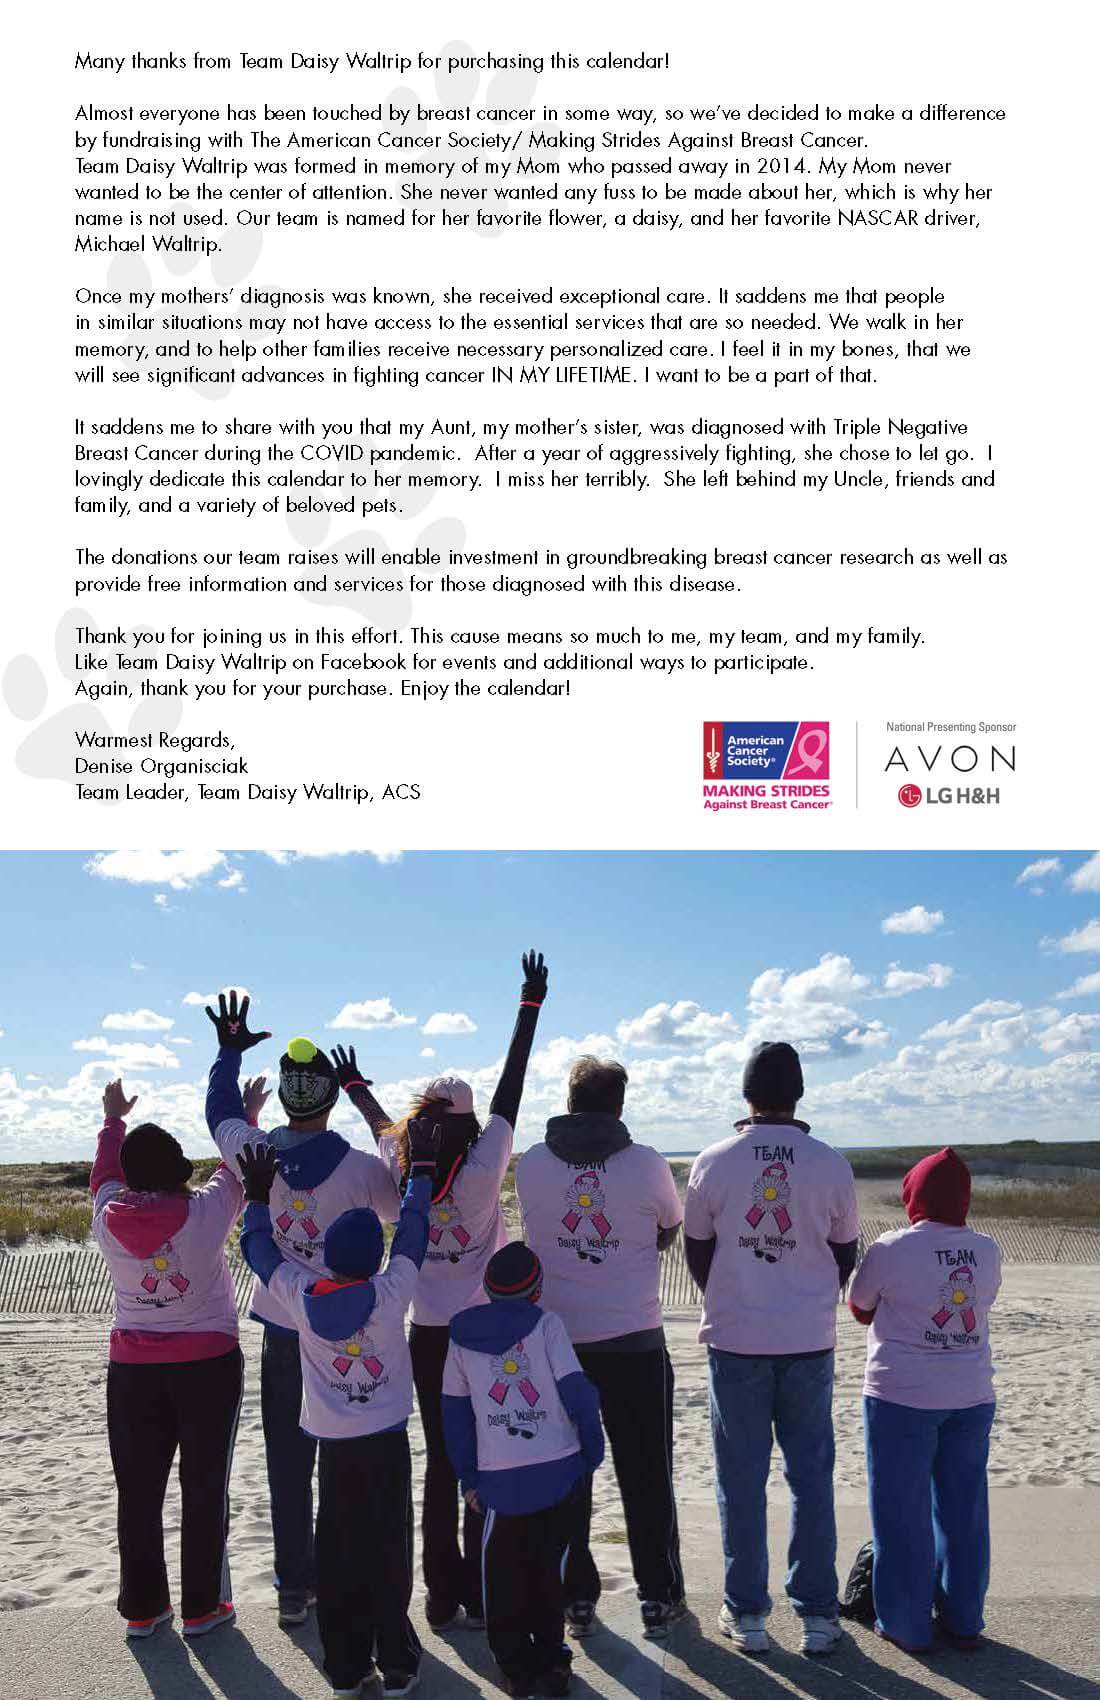 Many thanks from Team Daisy Waltrip for purchasing this calendar!
Almost everyone has been touched by breast cancer in some way, so we've decided to make a difference
by fundraising with The American Cancer Society/ Making Strides Against Breast Cancer.
Team Daisy Waltrip was formed in memory of my Mom who passed away in 2014. My Mom never
wanted to be the center of attention. She never wanted any fuss to be made about her, which is why her
name is not used. Our team is named for her favorite flower, a daisy, and her favorite NASCAR driver,
Michael Waltrip.
Once my mothers' diagnosis was known, she received exceptional care. It saddens me that people
in similar situations may not have access to the essential services that are so needed. We walk in her
memory, and to help other families receive necessary personalized care. I feel it in my bones, that we
will see significant advances in fighting cancer IN MY LIFETIME. I want to be a part of that.
It saddens me to share with you that my Aunt, my mother's sister, was diagnosed with Triple Negative
Breast Cancer during the COVID pandemic.  After a year of aggressively fighting, she chose to let go.  I
lovingly dedicate this calendar to her memory.  I miss her terribly.  She left behind my Uncle, friends and
family, and a variety of beloved pets.
The donations our team raises will enable investment in groundbreaking breast cancer research as well as
provide free information and services for those diagnosed with this disease.
Thank you for joining us in this effort. This cause means so much to me, my team, and my family.
Like Team Daisy Waltrip on Facebook for events and additional ways to participate.
Again, thank you for your purchase. Enjoy the calendar!
Warmest Regards,
Denise Organisciak
Team Leader, Team Daisy Waltrip, ACS
American
Cancer
Society®
MAKING STRIDES
Against Breast Cancer®
National Presenting Sponsor
AVON
LG H&H
TEAM
Daisy Waltrip
TEAM
Daisy Waltrip
TEAM
Daisy Waltrip
Daisy Waltrip
Daisy Waltrip